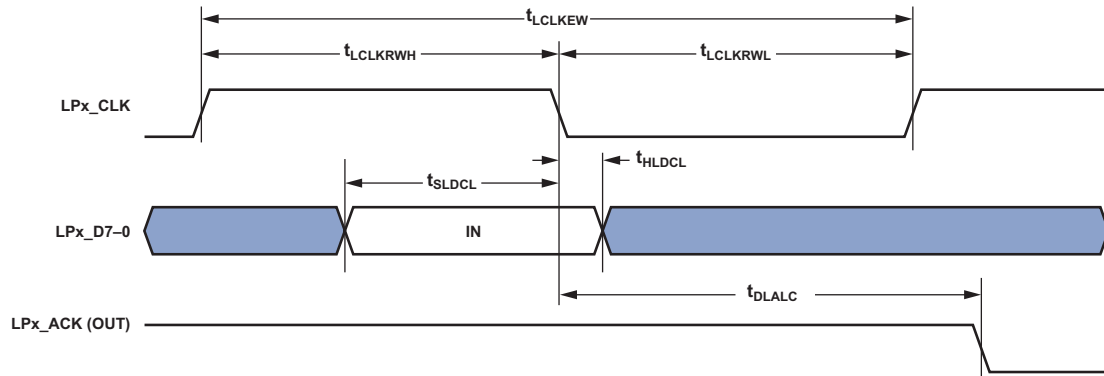 tLCLKEW
tLCLKRWH
tLCLKRWL
LPx_CLK
tHLDCL
tSLDCL
LPx_D7–0
IN
tDLALC
LPx_ACK (OUT)